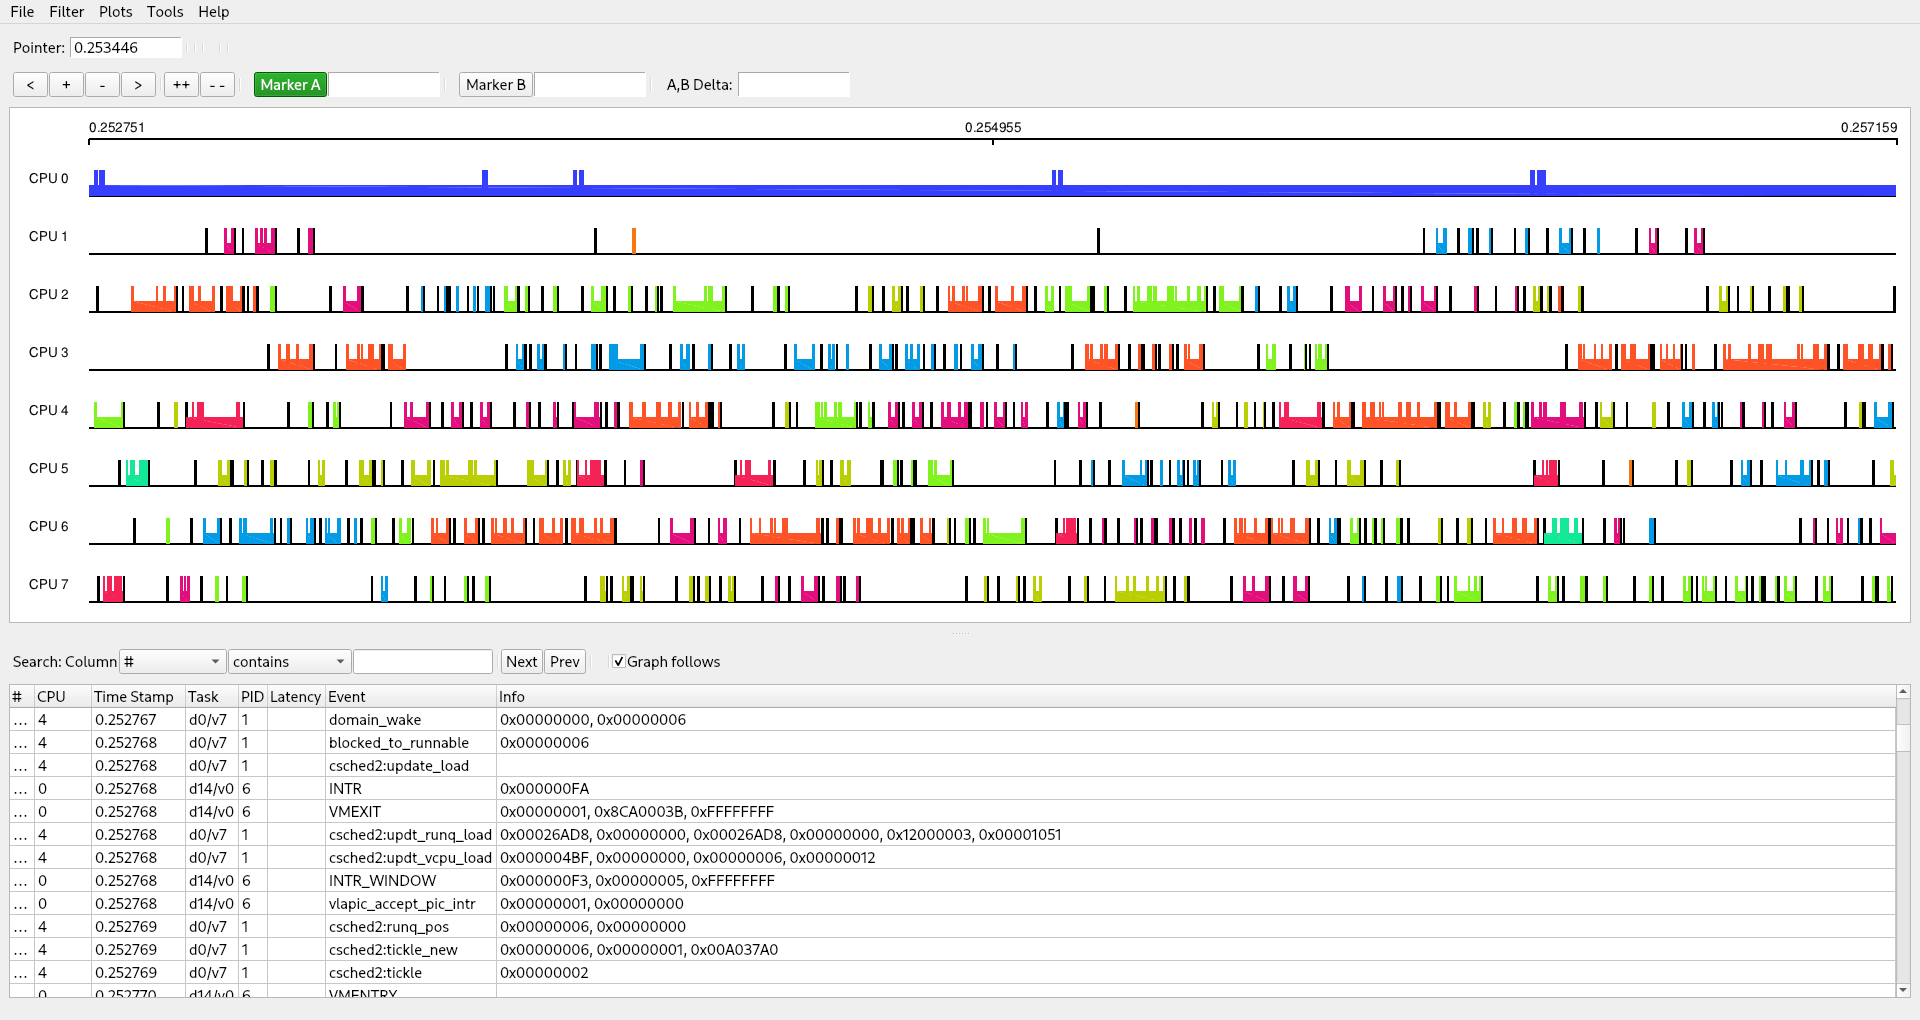 File Filter Plots Tools Help
Pointer: 0.253446
< + - > ++ -- Marker A Marker B A,B Delta:
0.252751 0.254955 0.257159
CPU 0
CPU 1
CPU 2
CPU 3
CPU 4
CPU 5
CPU 6
CPU 7
Search: Column # contains Next Prev Graph follows
# CPU Time Stamp Task PID Latency Event Info
... 4 0.252767 d0/v7 1 domain_wake 0x00000000, 0x00000006
... 4 0.252768 d0/v7 1 blocked_to_runnable 0x00000006
... 4 0.252768 d0/v7 1 csched2:update_load
... 0 0.252768 d14/v0 6 INTR 0x000000FA
... 0 0.252768 d14/v0 6 VMEXIT 0x00000001, 0x8CA0003B, 0xFFFFFFFF
... 4 0.252768 d0/v7 1 csched2:updt_runq_load 0x00026AD8, 0x00000000, 0x00026AD8, 0x00000000, 0x12000003, 0x00001051
... 4 0.252768 d0/v7 1 csched2:updt_vcpu_load 0x000004BF, 0x00000000, 0x00000006, 0x00000012
... 0 0.252768 d14/v0 6 INTR_WINDOW 0x000000F3, 0x00000005, 0xFFFFFFFF
... 0 0.252768 d14/v0 6 vlapic_accept_pic_intr 0x00000001, 0x00000000
... 4 0.252769 d0/v7 1 csched2:runq_pos 0x00000006, 0x00000000
... 4 0.252769 d0/v7 1 csched2:tickle_new 0x00000006, 0x00000001, 0x00A037A0
... 4 0.252769 d0/v7 1 csched2:tickle 0x00000002
0 0.252770 d14/v0 6 VMENTRY